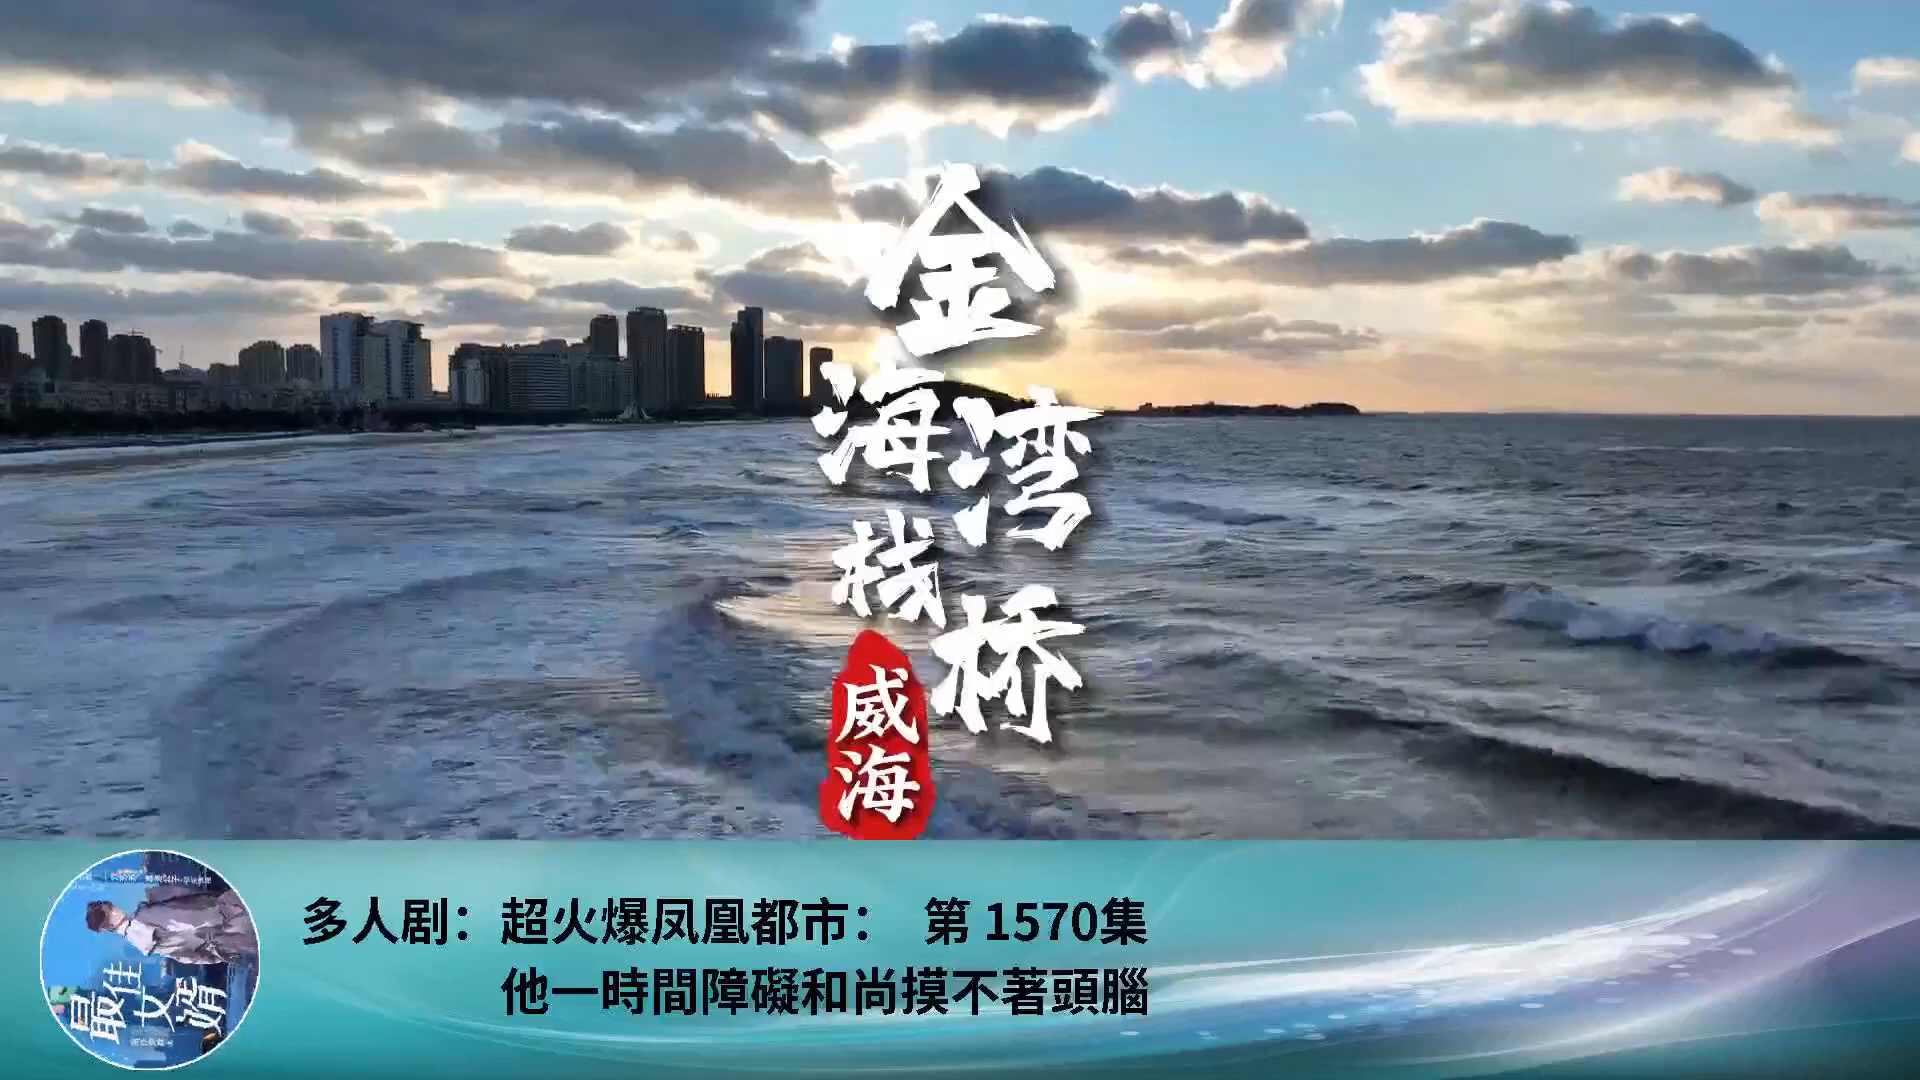 金
海湾
栈桥
威海
多人剧：超火爆凤凰都市： 第 1570集
他一時間障礙和尚摸不著頭腦
最佳女婿